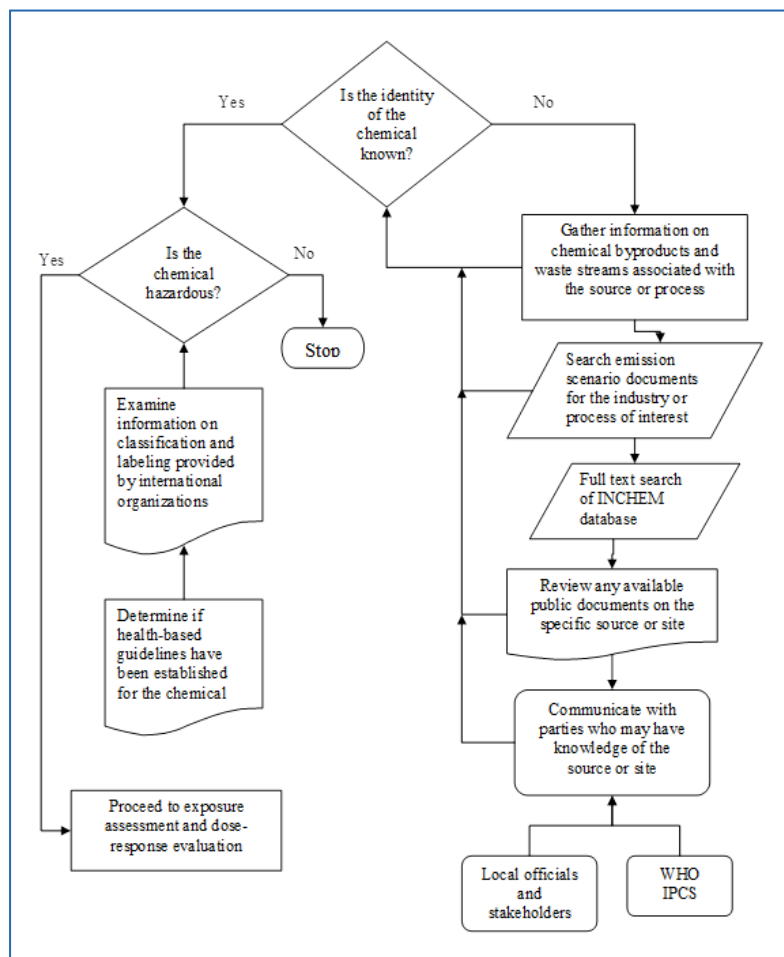 Is the identity
of the
chemical
known?
Yes
No
Is the
chemical
hazardous?
Yes
No
Stop
Examine
information on
classification and
labeling provided
by international
organizations
Determine if
health-based
guidelines have
been established
for the chemical
Proceed to exposure
assessment and dose-
response evaluation
Gather information on
chemical byproducts and
waste streams associated with
the source or process
Search emission
scenario documents
for the industry or
process of interest
Full text search
of INCHEM
database
Review any available
public documents on the
specific source or site
Communicate with
parties who may have
knowledge of the
source or site
Local officials
and
stakeholders
WHO
IPCS